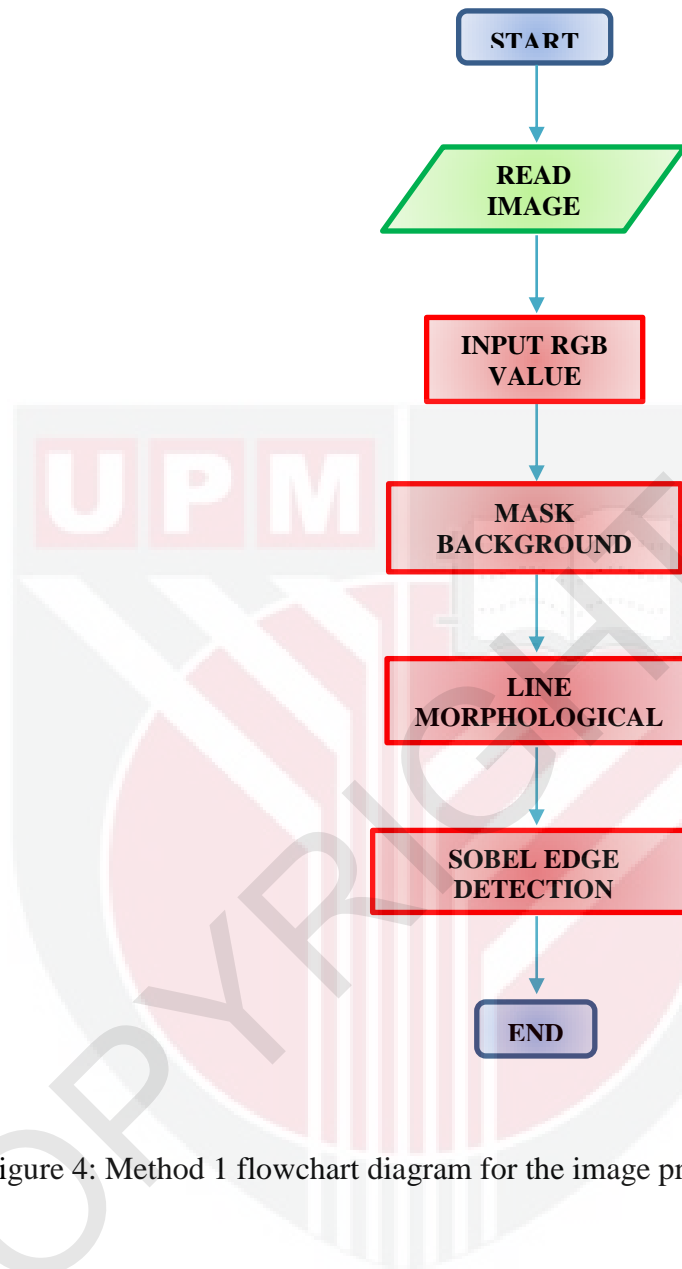 START
READ
IMAGE
INPUT RGB
VALUE
UPM
MASK
BACKGROUND
LINE
MORPHOLOGICAL
SOBEL EDGE
DETECTION
END
igure 4: Method 1 flowchart diagram for the image pr
OPYRIGHT